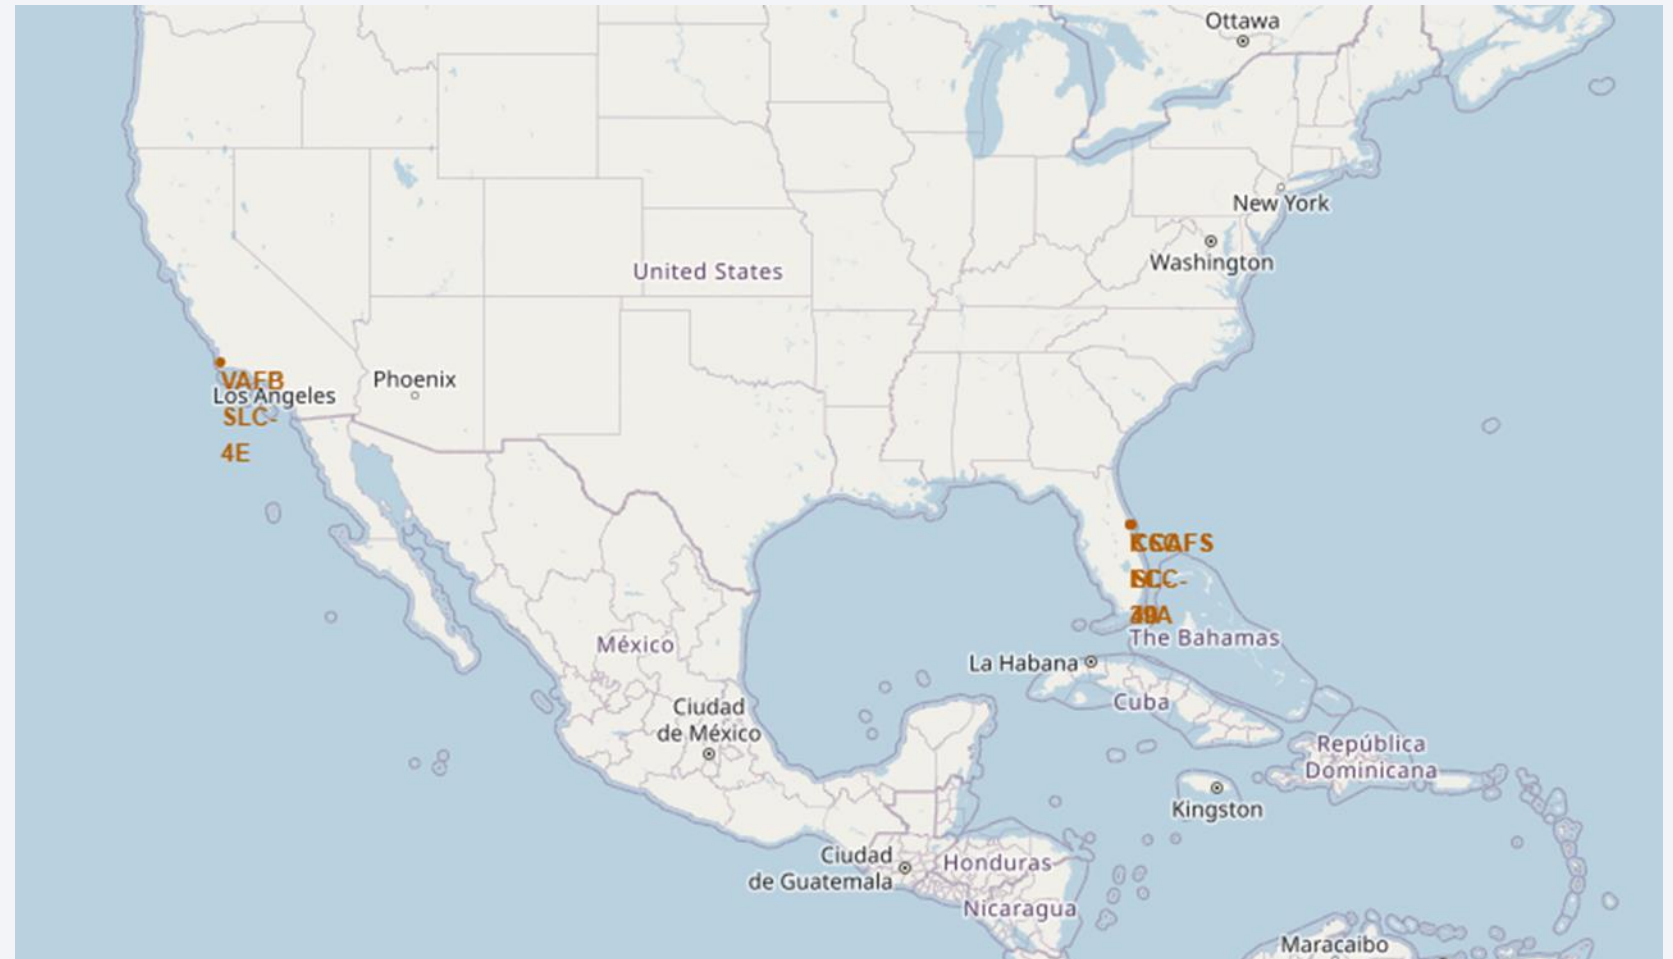 Ottawa
New York
Washington
United States
VAFB
Los Angeles
SLC-
4E
Phoenix
The Bahamas
México
La Habana
Cuba
Ciudad
de México
República
Dominicana
Kingston
Ciudad
de Guatemala
Honduras
Nicaragua
Maracaibo